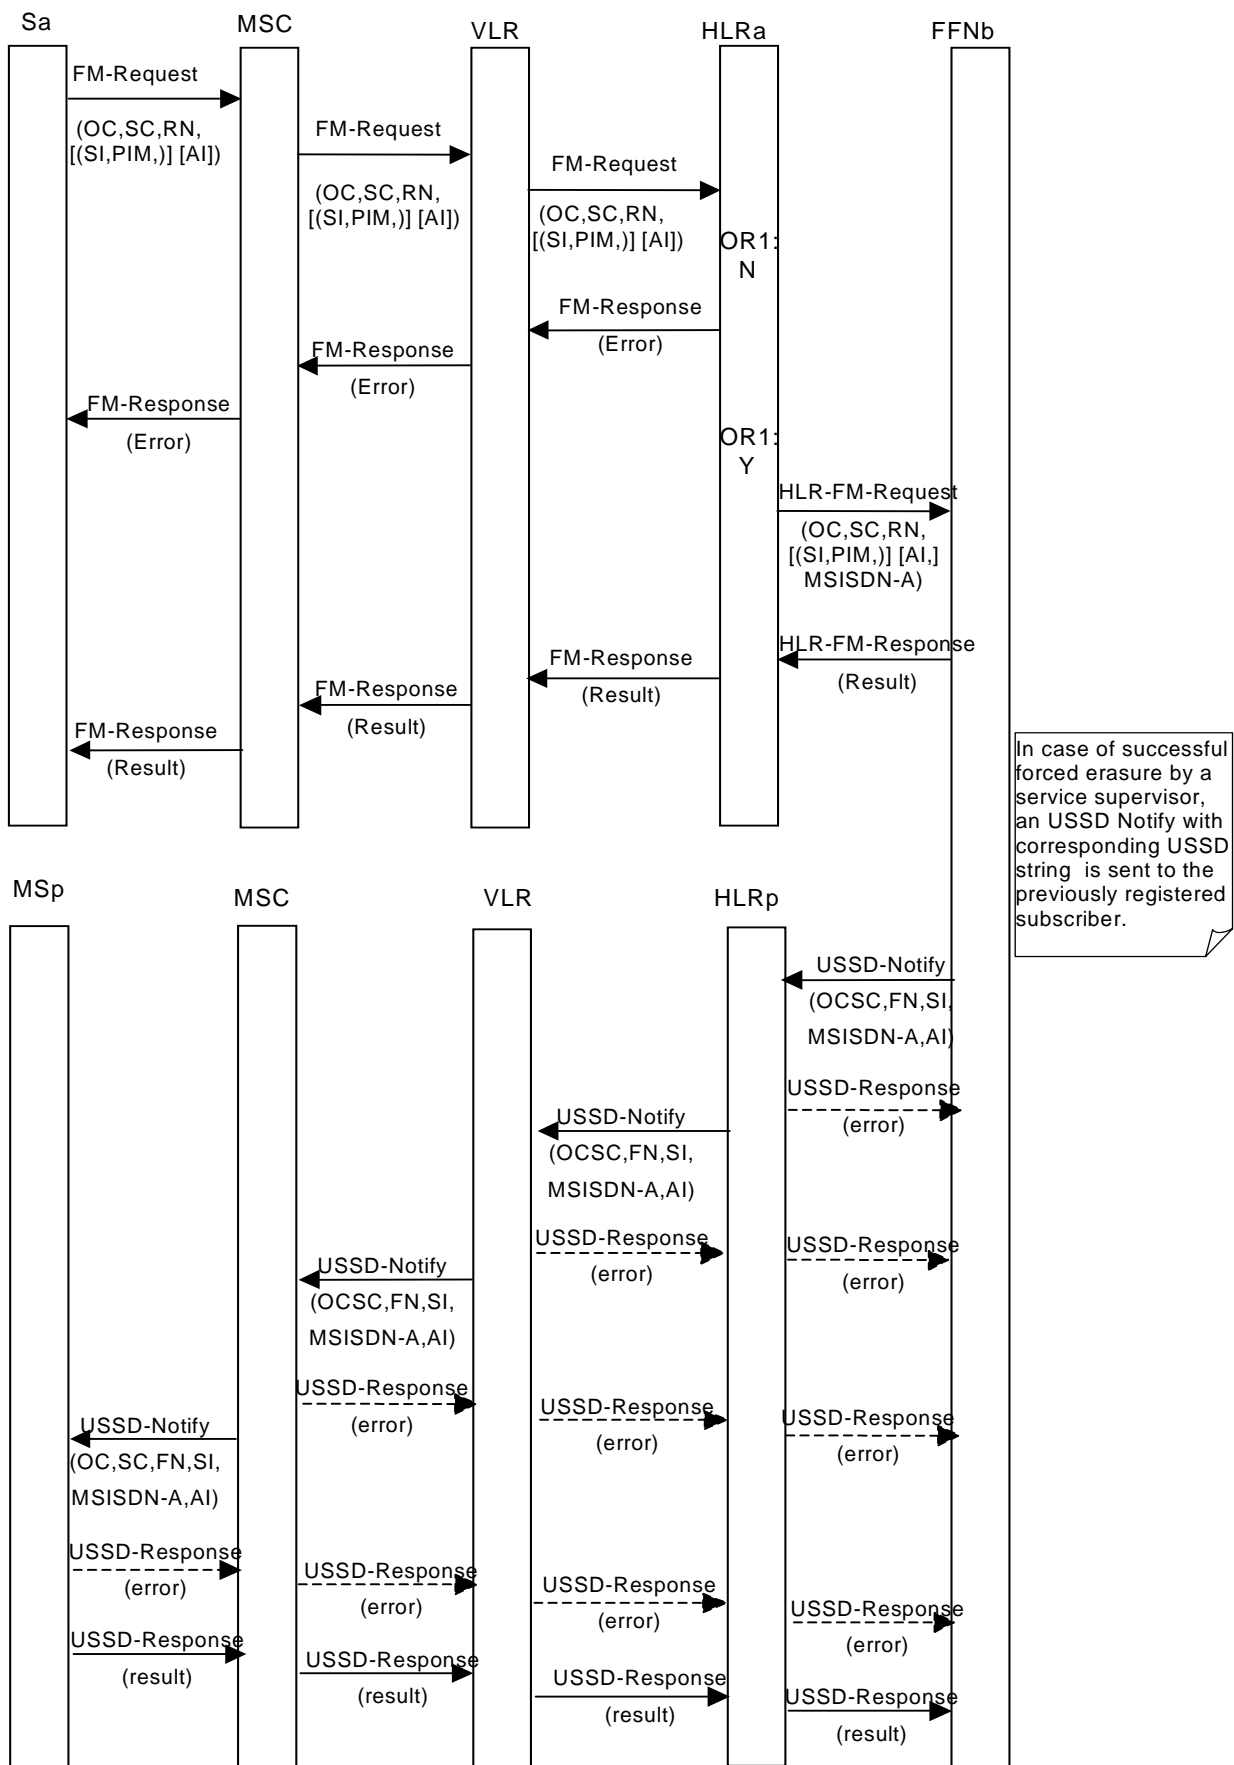 Sa
MSC
VLR
HLRa
FFNb
FM-Request
(OC,SC,RN,
[(SI,PIM,)] [AI])
FM-Request
(OC,SC,RN,
[(SI,PIM,)] [AI])
FM-Request
(OC,SC,RN,
[(SI,PIM,)] [AI])
OR1:
N
FM-Response
(Error)
FM-Response
(Error)
FM-Response
(Error)
OR1:
Y
HLR-FM-Request
(OC,SC,RN,
[(SI,PIM,)] [AI,]
MSISDN-A)
HLR-FM-Response
(Result)
FM-Response
(Result)
FM-Response
(Result)
FM-Response
(Result)
In case of successful
forced erasure by a
service supervisor,
an USSD Notify with
corresponding USSD
string is sent to the
previously registered
subscriber.
MSp
MSC
VLR
HLRp
USSD-Notify
(OCSC,FN,SI,
MSISDN-A,AI)
USSD-Response
(error)
USSD-Notify
(OCSC,FN,SI,
MSISDN-A,AI)
USSD-Response
(error)
USSD-Response
(error)
USSD-Notify
(OCSC,FN,SI,
MSISDN-A,AI)
USSD-Response
(error)
USSD-Response
(error)
USSD-Response
(error)
USSD-Notify
(OC,SC,FN,SI,
MSISDN-A,AI)
USSD-Response
(error)
USSD-Response
(error)
USSD-Response
(error)
USSD-Response
(error)
USSD-Response
(result)
USSD-Response
(result)
USSD-Response
(result)
USSD-Response
(result)